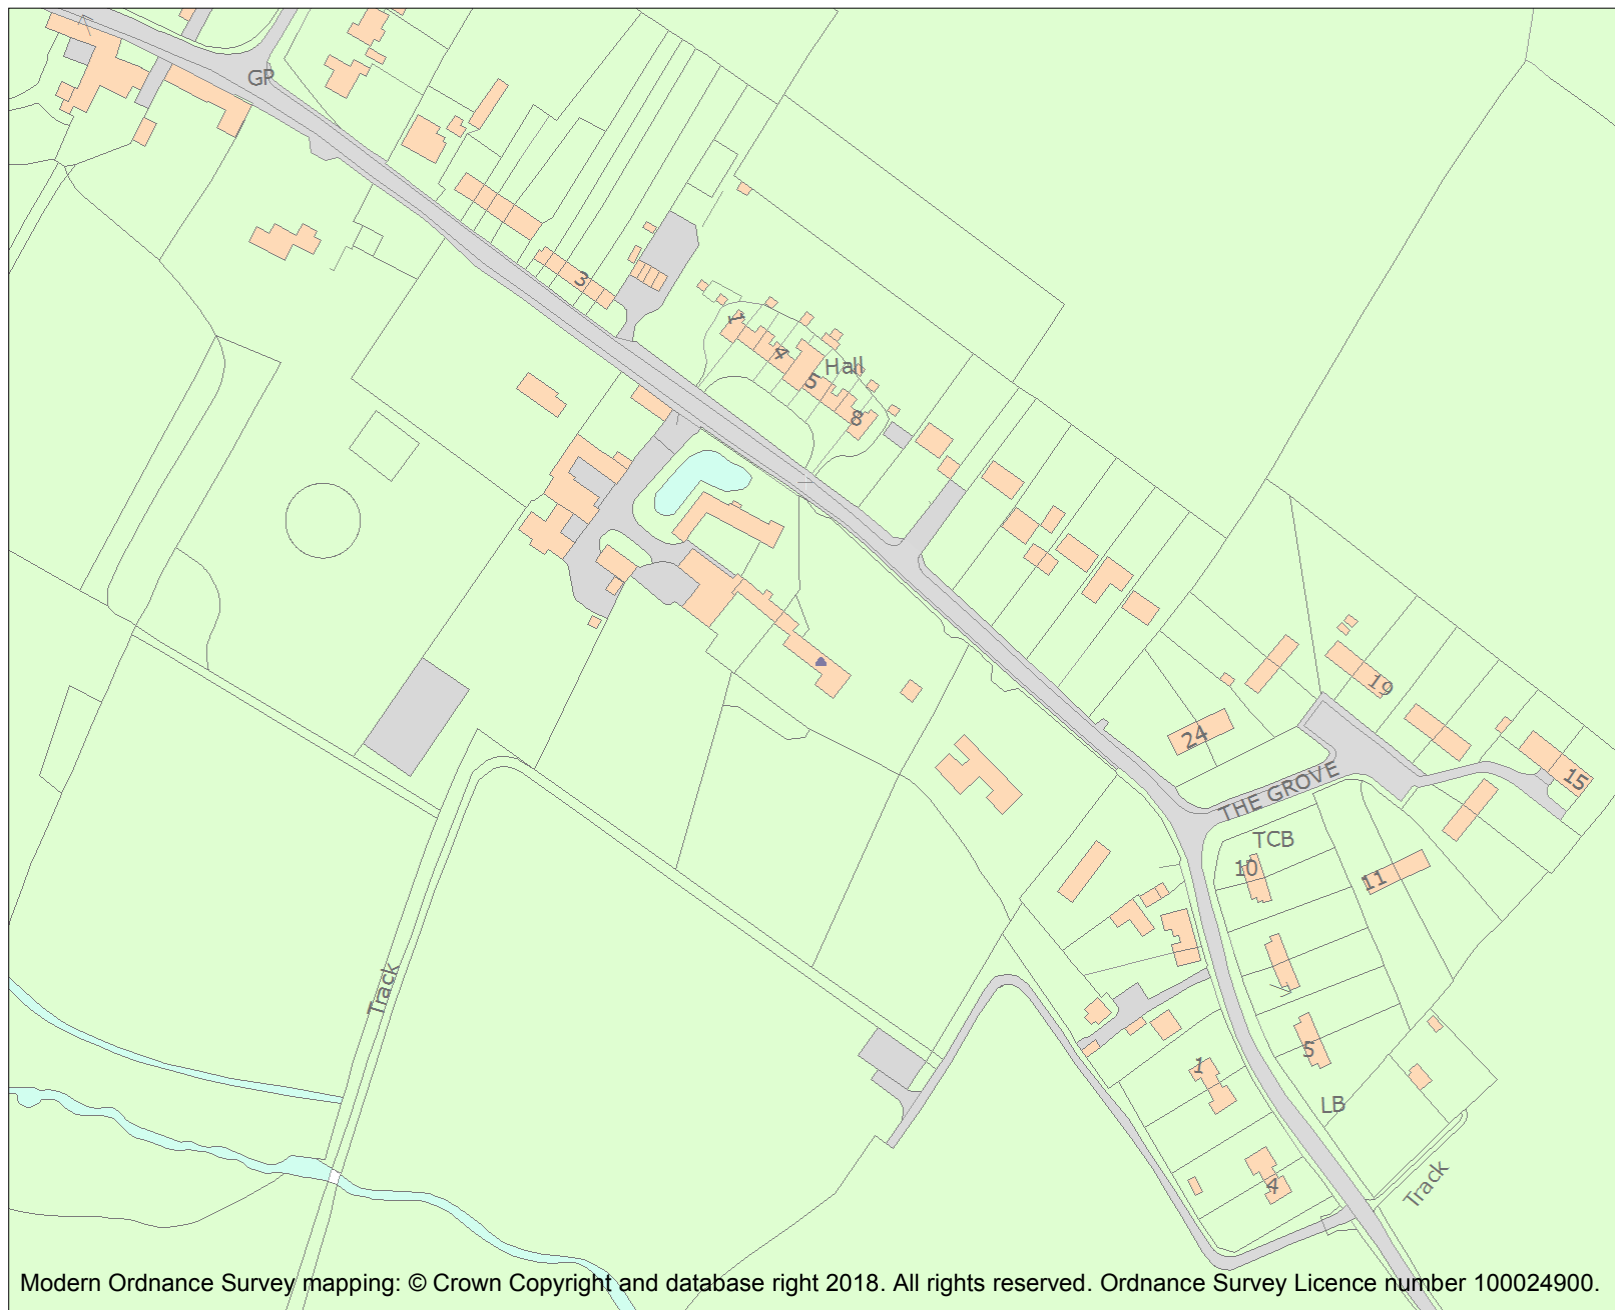 GP
3
1
4
Hall
5
8
19
24
15
THE GROVE
TCB
10
11
Track
7
5
1
LB
4
Track
Modern Ordnance Survey mapping: © Crown Copyright and database right 2018. All rights reserved. Ordnance Survey Licence number 100024900.